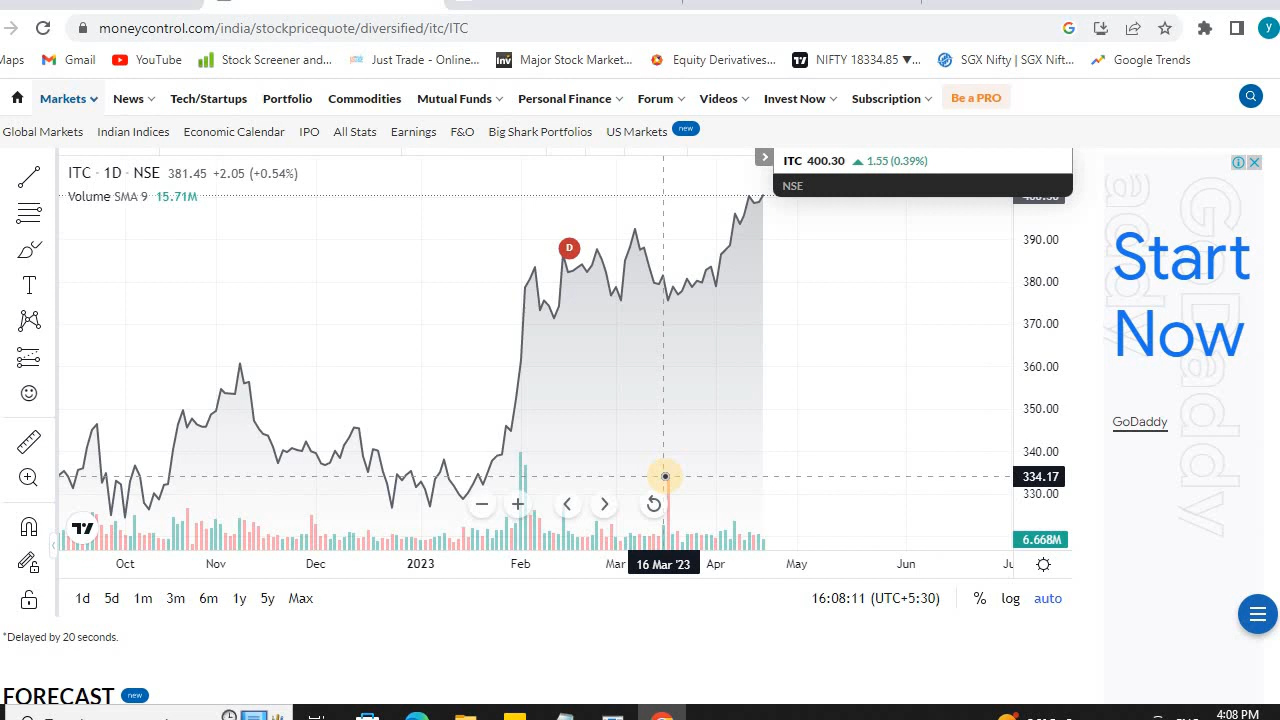 moneycontrol.com/india/stockpricequote/diversified/itc/ITC
y
Maps Gmail YouTube Stock Screener and... Just Trade - Online... Major Stock Market... Equity Derivatives... NIFTY 18334.85 ▼... SGX Nifty | SGX Nift... Google Trends
Markets News Tech/Startups Portfolio Commodities Mutual Funds Personal Finance Forum Videos Invest Now Subscription Be a PRO
Global Markets Indian Indices Economic Calendar IPO All Stats Earnings F&O Big Shark Portfolios US Markets new
ITC 400.30 ▲ 1.55 (0.39%)
NSE
ITC · 1D · NSE 381.45 +2.05 (+0.54%)
Volume SMA 9 15.71M
D
390.00
380.00
370.00
360.00
350.00
340.00
334.17
330.00
6.668M
Oct Nov Dec 2023 Feb Mar 16 Mar '23 Apr May Jun
1d 5d 1m 3m 6m 1y 5y Max 16:08:11 (UTC+5:30) % log auto
*Delayed by 20 seconds.
FORECAST new
Start
Now
GoDaddy
GoDaddy
4:08 PM